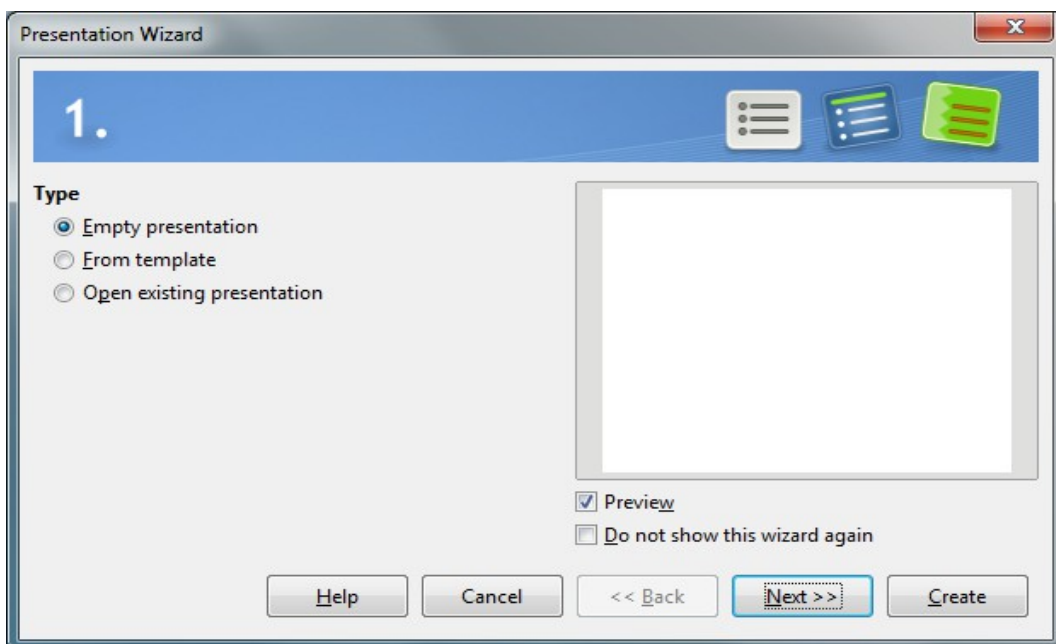 Presentation Wizard
1.
Type
Empty presentation
From template
Open existing presentation
Preview
Do not show this wizard again
Help Cancel << Back Next >> Create